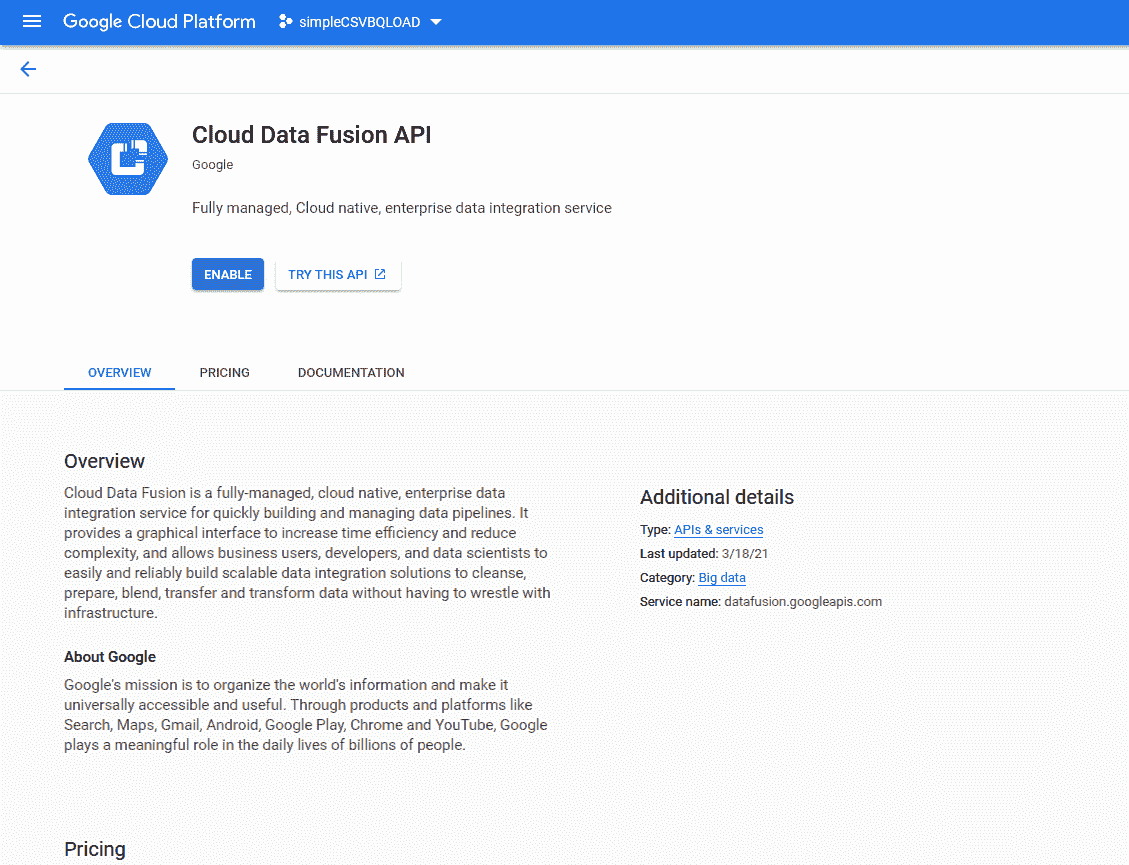 Google Cloud Platform
simpleCSVBQLOAD
Cloud Data Fusion API
Google
Fully managed, Cloud native, enterprise data integration service
ENABLE
TRY THIS API
OVERVIEW
PRICING
DOCUMENTATION
Overview
Cloud Data Fusion is a fully-managed, cloud native, enterprise data
integration service for quickly building and managing data pipelines. It
provides a graphical interface to increase time efficiency and reduce
complexity, and allows business users, developers, and data scientists to
easily and reliably build scalable data integration solutions to cleanse,
prepare, blend, transfer and transform data without having to wrestle with
infrastructure.
About Google
Google's mission is to organize the world's information and make it
universally accessible and useful. Through products and platforms like
Search, Maps, Gmail, Android, Google Play, Chrome and YouTube, Google
plays a meaningful role in the daily lives of billions of people.
Additional details
Type: APIs & services
Last updated: 3/18/21
Category: Big data
Service name: datafusion.googleapis.com
Pricing